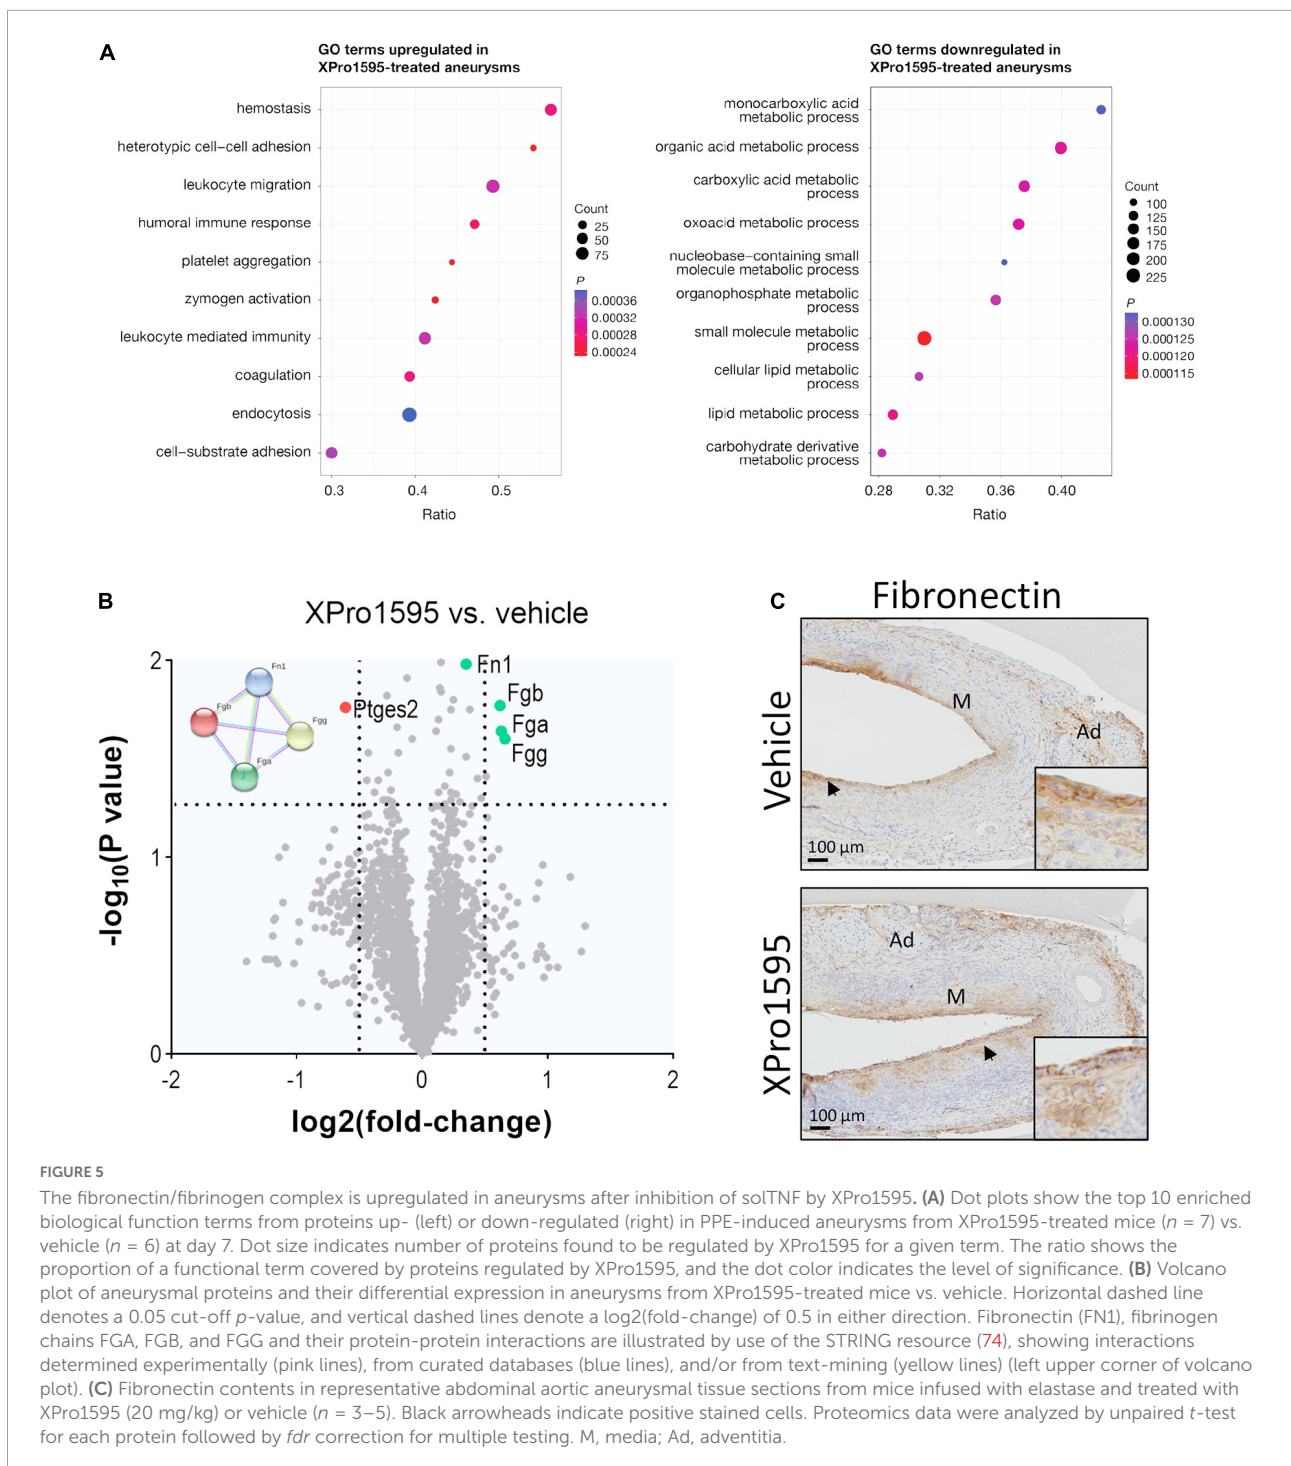 A
GO terms upregulated in
XPro1595-treated aneurysms
hemostasis
heterotypic cell–cell adhesion
leukocyte migration
humoral immune response
platelet aggregation
zymogen activation
leukocyte mediated immunity
coagulation
endocytosis
cell–substrate adhesion
0.3 0.4 0.5
Ratio
Count
25
50
75
P
0.00036
0.00032
0.00028
0.00024
GO terms downregulated in
XPro1595-treated aneurysms
monocarboxylic acid
metabolic process
organic acid metabolic process
carboxylic acid metabolic
process
oxoacid metabolic process
nucleobase–containing small
molecule metabolic process
organophosphate metabolic
process
small molecule metabolic
process
cellular lipid metabolic
process
lipid metabolic process
carbohydrate derivative
metabolic process
0.28 0.32 0.36 0.40
Ratio
Count
100
125
150
175
200
225
P
0.000130
0.000125
0.000120
0.000115
B
XPro1595 vs. vehicle
2
1
0
-log10(P value)
Fn1
Fgb
Fgg
Fga
Ptges2
Fn1
Fgb
Fga
Fgg
-2 -1 0 1 2
log2(fold-change)
C
Fibronectin
Vehicle
M
Ad
100 µm
XPro1595
Ad
M
100 µm
FIGURE 5
The fibronectin/fibrinogen complex is upregulated in aneurysms after inhibition of solTNF by XPro1595. (A) Dot plots show the top 10 enriched
biological function terms from proteins up- (left) or down-regulated (right) in PPE-induced aneurysms from XPro1595-treated mice (n = 7) vs.
vehicle (n = 6) at day 7. Dot size indicates number of proteins found to be regulated by XPro1595 for a given term. The ratio shows the
proportion of a functional term covered by proteins regulated by XPro1595, and the dot color indicates the level of significance. (B) Volcano
plot of aneurysmal proteins and their differential expression in aneurysms from XPro1595-treated mice vs. vehicle. Horizontal dashed line
denotes a 0.05 cut-off p-value, and vertical dashed lines denote a log2(fold-change) of 0.5 in either direction. Fibronectin (FN1), fibrinogen
chains FGA, FGB, and FGG and their protein-protein interactions are illustrated by use of the STRING resource (74), showing interactions
determined experimentally (pink lines), from curated databases (blue lines), and/or from text-mining (yellow lines) (left upper corner of volcano
plot). (C) Fibronectin contents in representative abdominal aortic aneurysmal tissue sections from mice infused with elastase and treated with
XPro1595 (20 mg/kg) or vehicle (n = 3–5). Black arrowheads indicate positive stained cells. Proteomics data were analyzed by unpaired t-test
for each protein followed by fdr correction for multiple testing. M, media; Ad, adventitia.